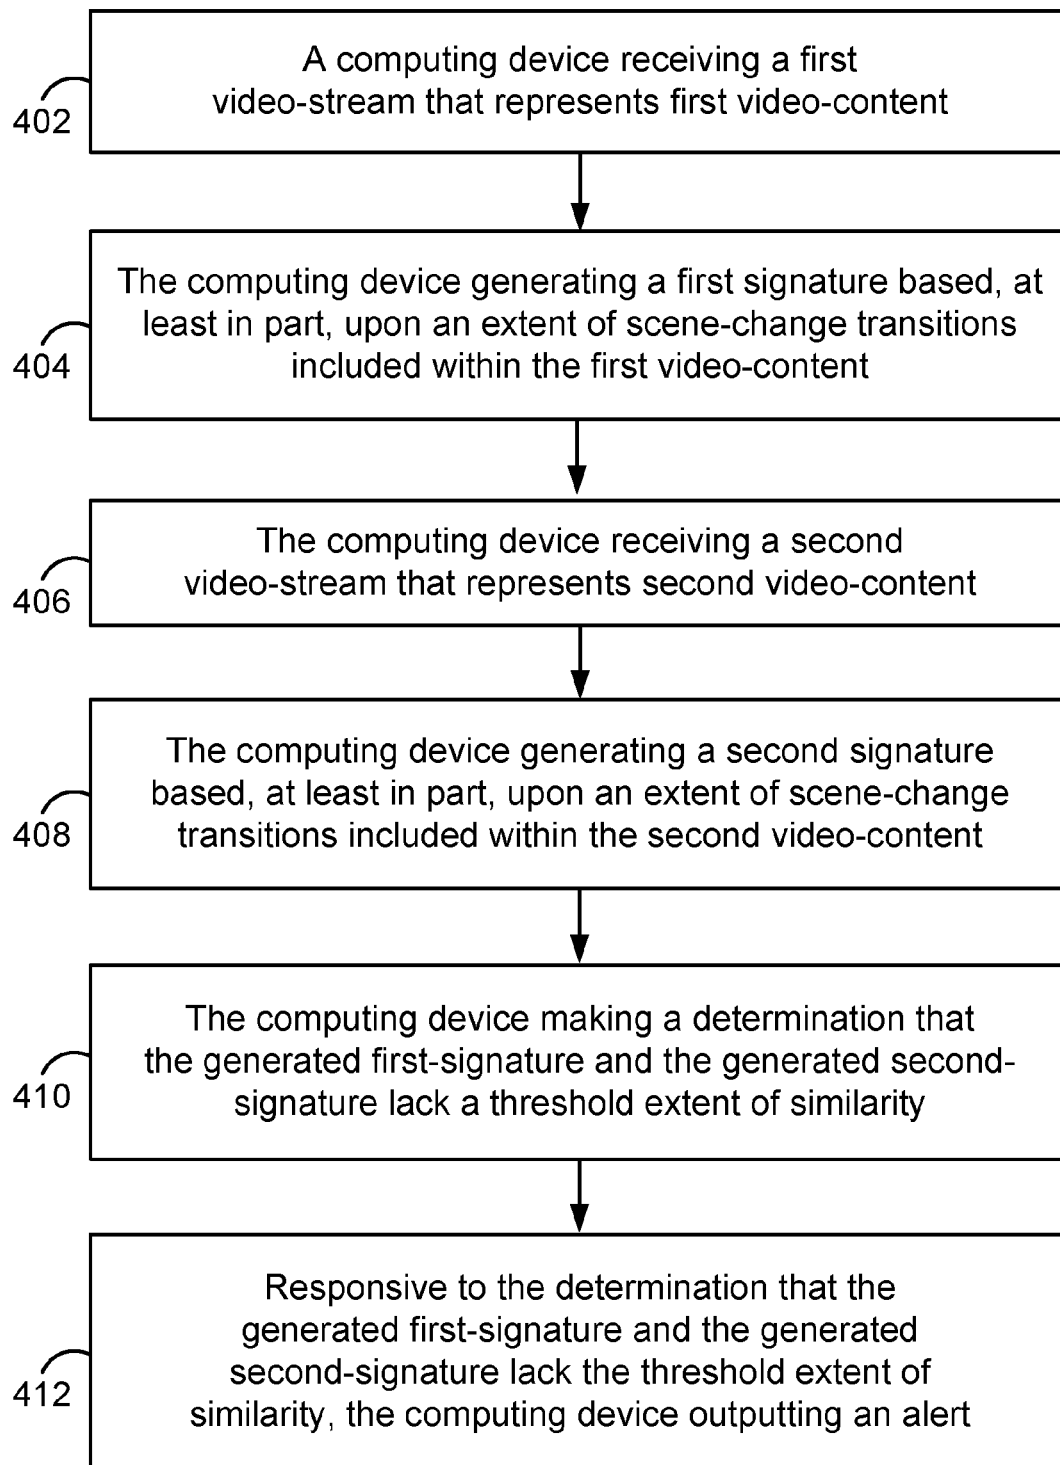 A computing device receiving a first
video-stream that represents first video-content
402
The computing device generating a first signature based, at
least in part, upon an extent of scene-change transitions
included within the first video-content
404
The computing device receiving a second
video-stream that represents second video-content
406
The computing device generating a second signature
based, at least in part, upon an extent of scene-change
transitions included within the second video-content
408
The computing device making a determination that
the generated first-signature and the generated second-
signature lack a threshold extent of similarity
410
Responsive to the determination that the
generated first-signature and the generated
second-signature lack the threshold extent of
similarity, the computing device outputting an alert
412